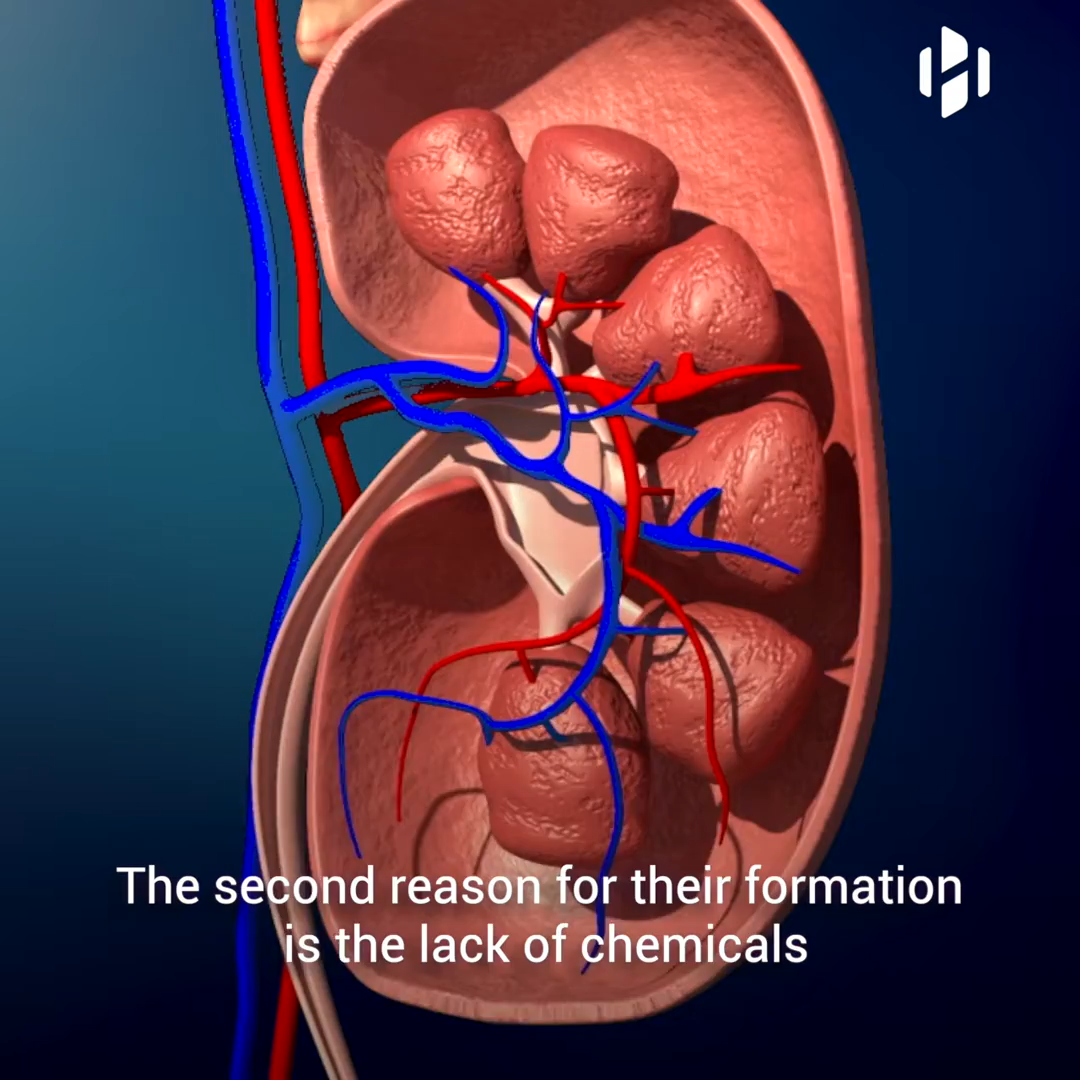 The second reason for their formation
is the lack of chemicals